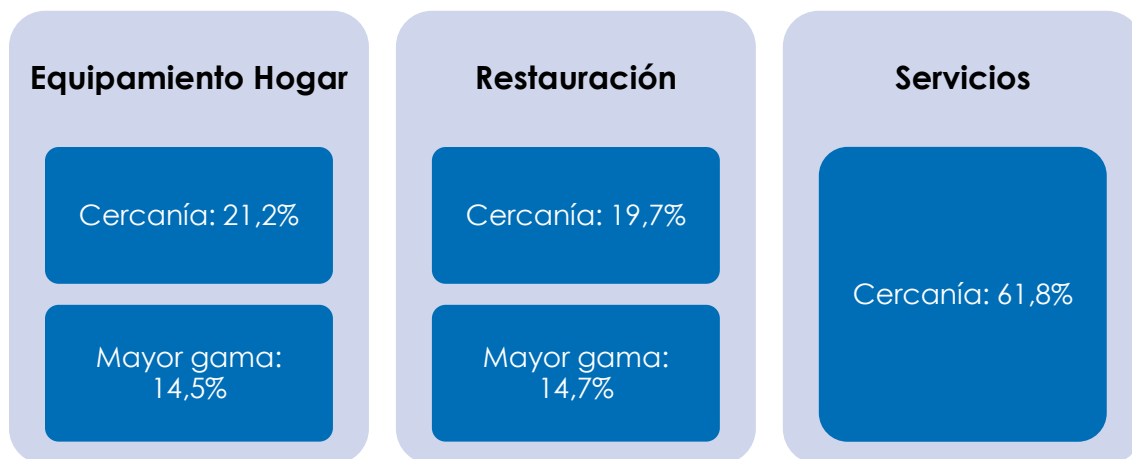 Equipamiento Hogar
Cercanía: 21,2%
Mayor gama:
14,5%
Restauración
Cercanía: 19,7%
Mayor gama:
14,7%
Servicios
Cercanía: 61,8%